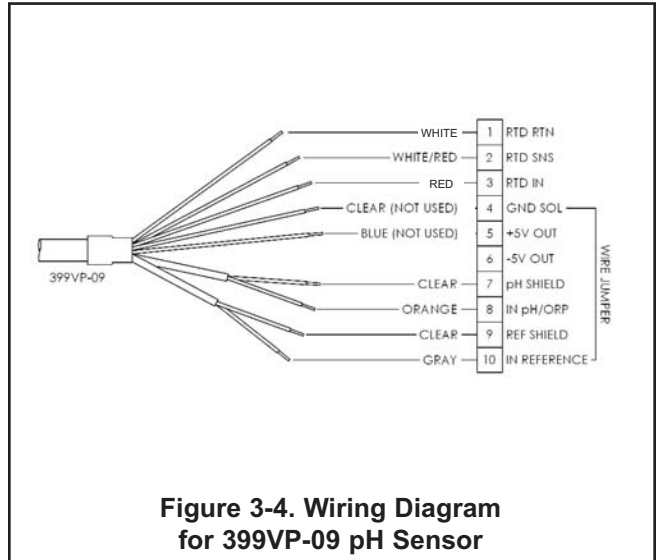 WHITE 1 RTD RTN
WHITE/RED 2 RTD SNS
RED 3 RTD IN
CLEAR (NOT USED) 4 GND SOL
BLUE (NOT USED) 5 +5V OUT
6 -5V OUT
CLEAR 7 pH SHIELD
ORANGE 8 IN pH/ORP
CLEAR 9 REF SHIELD
GRAY 10 IN REFERENCE
WIRE JUMPER
399VP-09
Figure 3-4. Wiring Diagram
for 399VP-09 pH Sensor